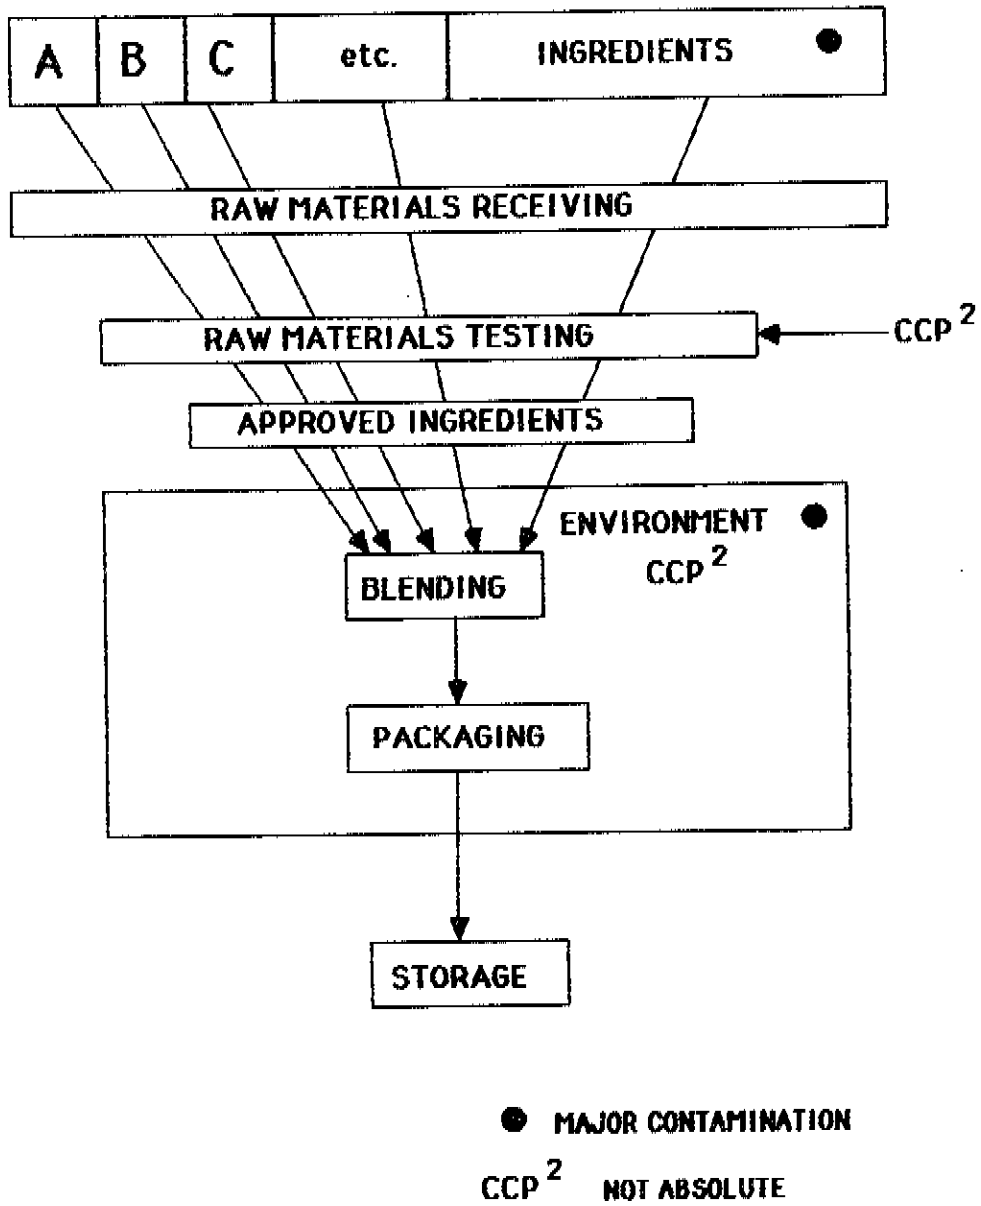 A B C etc. INGREDIENTS
RAW MATERIALS RECEIVING
RAW MATERIALS TESTING
CCP 2
APPROVED INGREDIENTS
ENVIRONMENT
CCP 2
BLENDING
PACKAGING
STORAGE
MAJOR CONTAMINATION
CCP 2 NOT ABSOLUTE